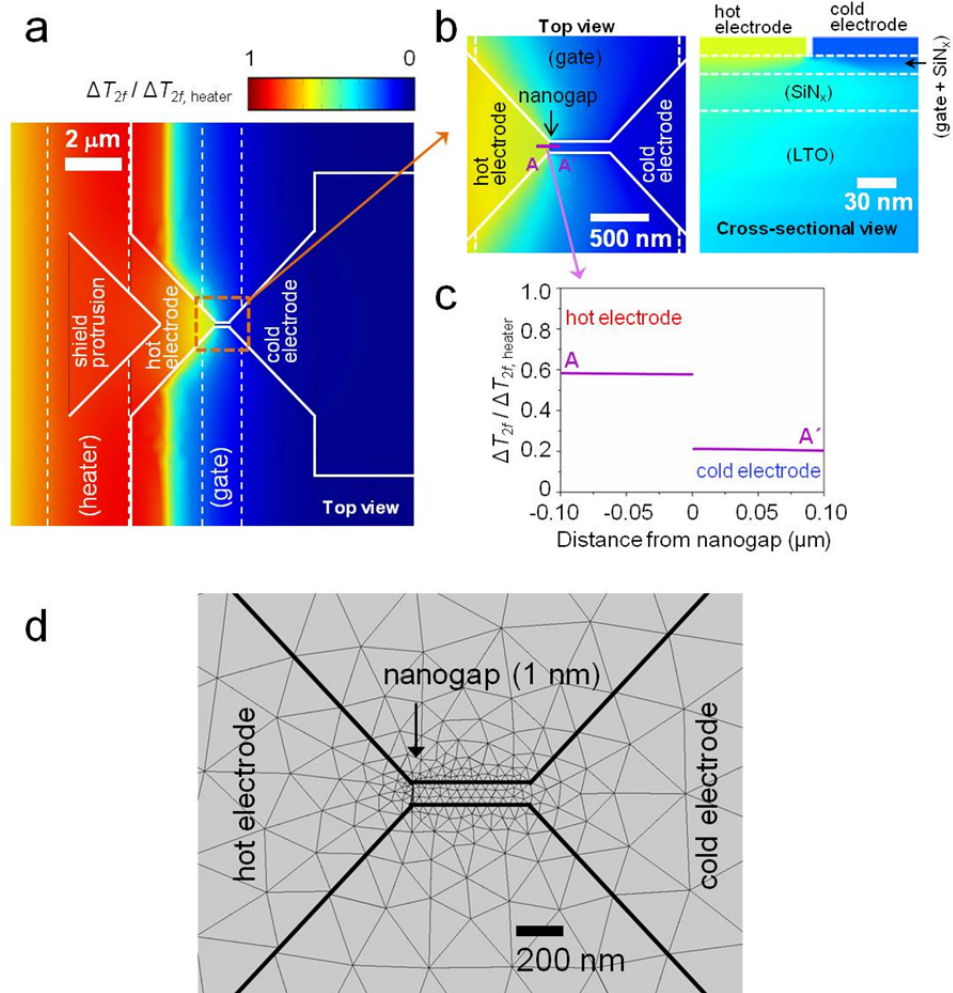 a
1
0
ΔT2f / ΔT2f, heater
2 μm
shield
protrusion
hot
electrode
cold
electrode
(heater)
(gate)
Top view
b
Top view
(gate)
nanogap
hot
electrode
cold
electrode
A A
500 nm
hot
electrode
cold
electrode
(gate + SiNx)
(SiNx)
(LTO)
30 nm
Cross-sectional view
c
ΔT2f / ΔT2f, heater
1.0
0.8
0.6
0.4
0.2
0
hot electrode
A
A´
cold electrode
-0.10 -0.05 0 0.05 0.10
Distance from nanogap (μm)
d
nanogap (1 nm)
hot electrode
cold electrode
200 nm